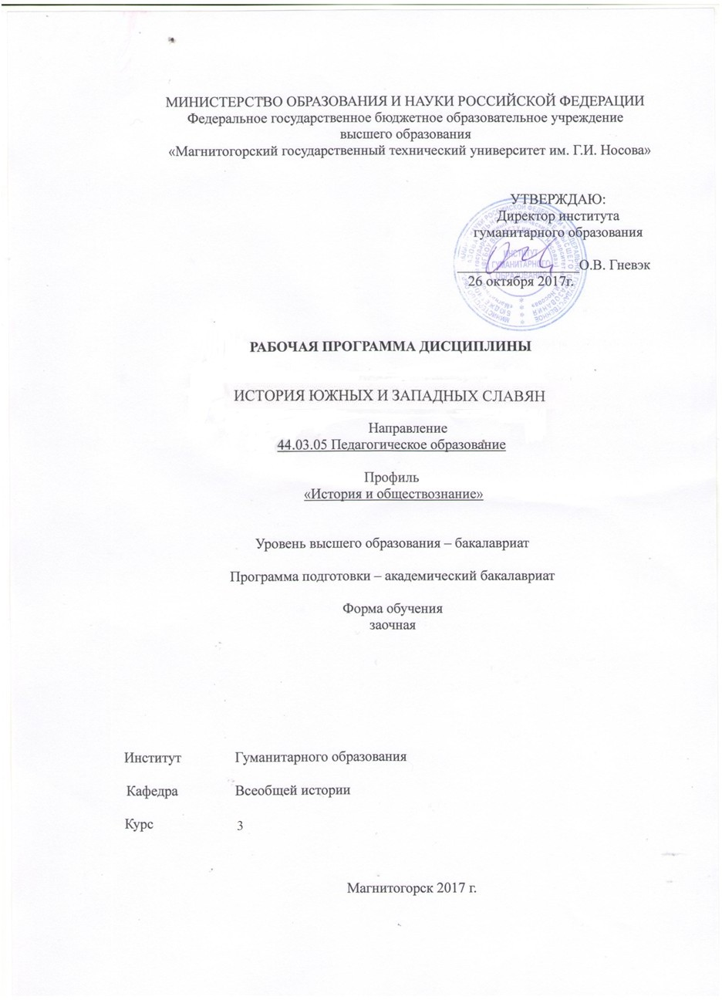 МИНИСТЕРСТВО ОБРАЗОВАНИЯ И НАУКИ РОССИЙСКОЙ ФЕДЕРАЦИИ
Федеральное государственное бюджетное образовательное учреждение
высшего образования
«Магнитогорский государственный технический университет им. Г.И. Носова»
УТВЕРЖДАЮ:
Директор института
гуманитарного образования
О.В. Гневэк
26 октября 2017г.
ИНСТИТУТ
ГУМАНИТАРНОГО
ОБРАЗОВАНИЯ
РАБОЧАЯ ПРОГРАММА ДИСЦИПЛИНЫ
ИСТОРИЯ ЮЖНЫХ И ЗАПАДНЫХ СЛАВЯН
Направление
44.03.05 Педагогическое образование
Профиль
«История и обществознание»
Уровень высшего образования – бакалавриат
Программа подготовки – академический бакалавриат
Форма обучения
заочная
Институт Гуманитарного образования
Кафедра Всеобщей истории
Курс 3
Магнитогорск 2017 г.